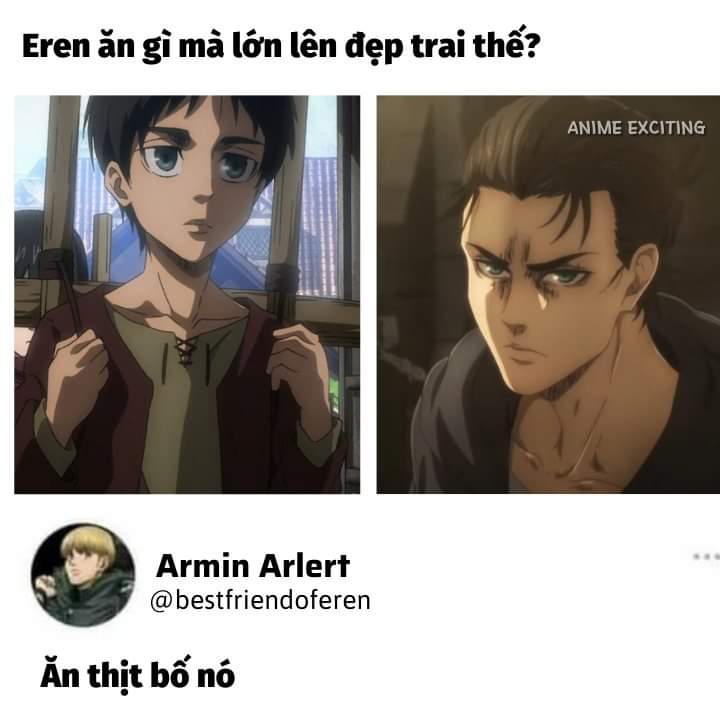 Eren ăn gì mà lớn lên đẹp trai thế?
ANIME EXCITING
Armin Arlert
@bestfriendoferen
Ăn thịt bố nó